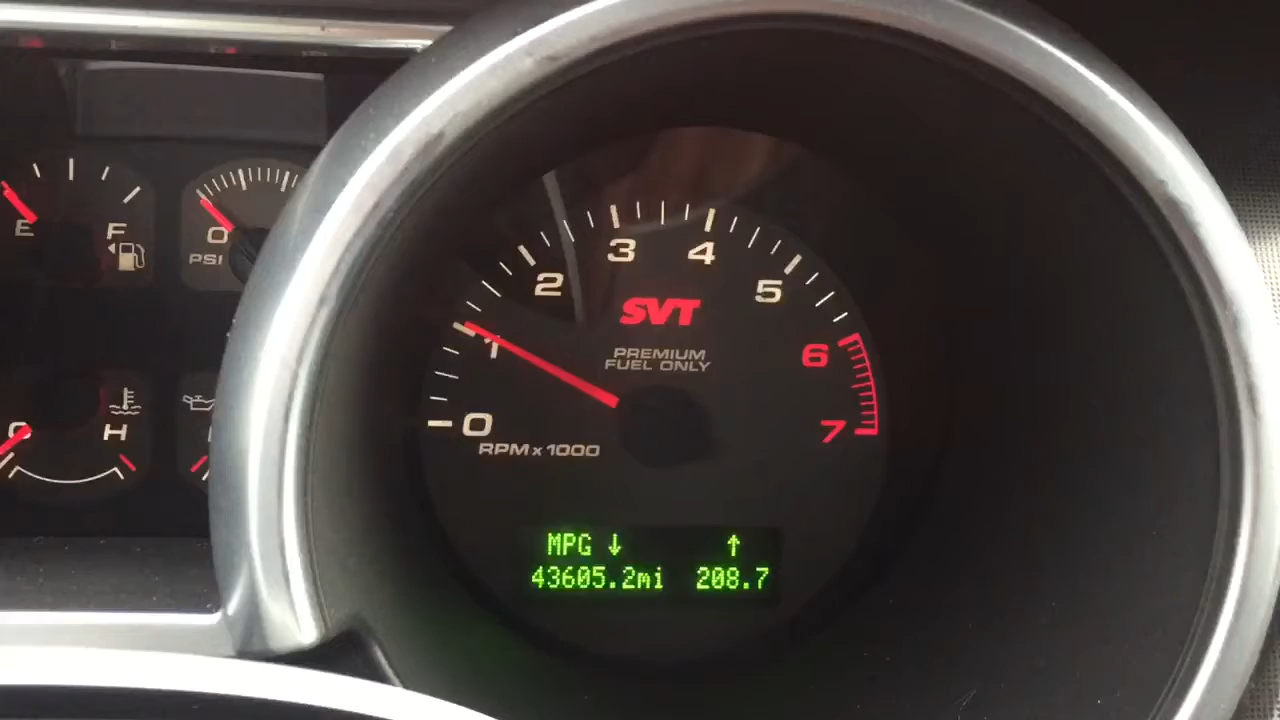 E
F
0
PSI
C
H
0
1
2
3
4
5
6
7
SVT
PREMIUM
FUEL ONLY
RPM x 1000
MPG ↓ ↑
43605.2mi 208.7